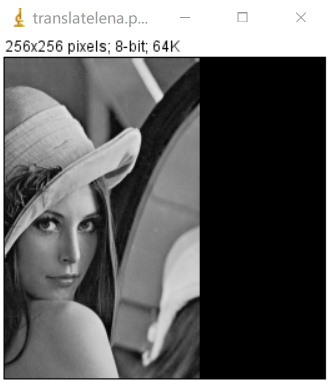 translatelena.p...
256x256 pixels; 8-bit; 64K